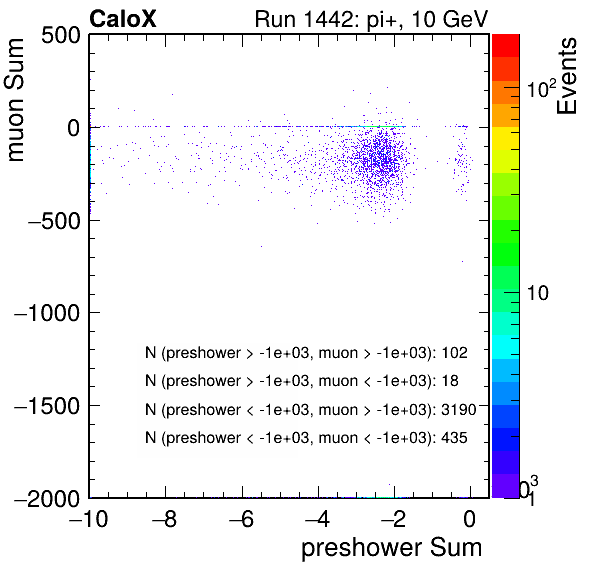 CaloX Run 1442: pi+, 10 GeV
muon Sum
500
0
−500
−1000
−1500
−2000
N (preshower > -1e+03, muon > -1e+03): 102
N (preshower > -1e+03, muon < -1e+03): 18
N (preshower < -1e+03, muon > -1e+03): 3190
N (preshower < -1e+03, muon < -1e+03): 435
−10 −8 −6 −4 −2 0
preshower Sum
Events
10²
10
1